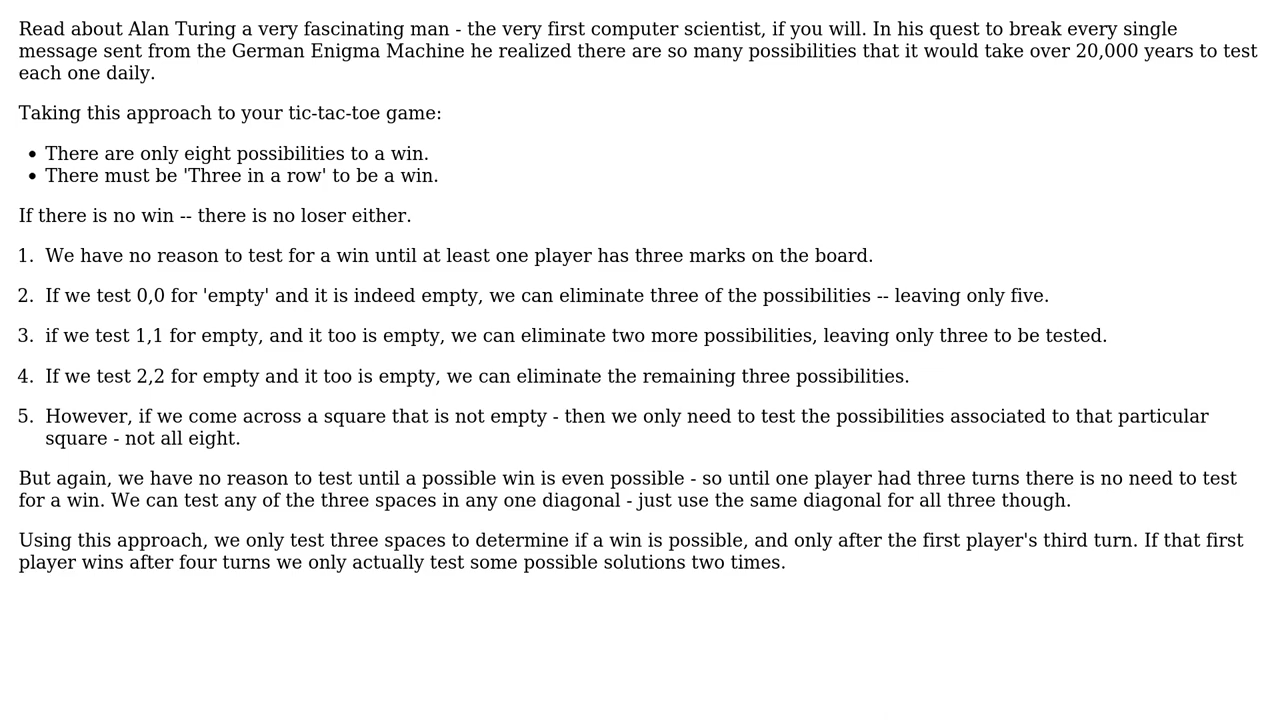 Read about Alan Turing a very fascinating man - the very first computer scientist, if you will. In his quest to break every single
message sent from the German Enigma Machine he realized there are so many possibilities that it would take over 20,000 years to test
each one daily.
Taking this approach to your tic-tac-toe game:
• There are only eight possibilities to a win.
• There must be 'Three in a row' to be a win.
If there is no win -- there is no loser either.
1. We have no reason to test for a win until at least one player has three marks on the board.
2. If we test 0,0 for 'empty' and it is indeed empty, we can eliminate three of the possibilities -- leaving only five.
3. if we test 1,1 for empty, and it too is empty, we can eliminate two more possibilities, leaving only three to be tested.
4. If we test 2,2 for empty and it too is empty, we can eliminate the remaining three possibilities.
5. However, if we come across a square that is not empty - then we only need to test the possibilities associated to that particular
square - not all eight.
But again, we have no reason to test until a possible win is even possible - so until one player had three turns there is no need to test
for a win. We can test any of the three spaces in any one diagonal - just use the same diagonal for all three though.
Using this approach, we only test three spaces to determine if a win is possible, and only after the first player's third turn. If that first
player wins after four turns we only actually test some possible solutions two times.